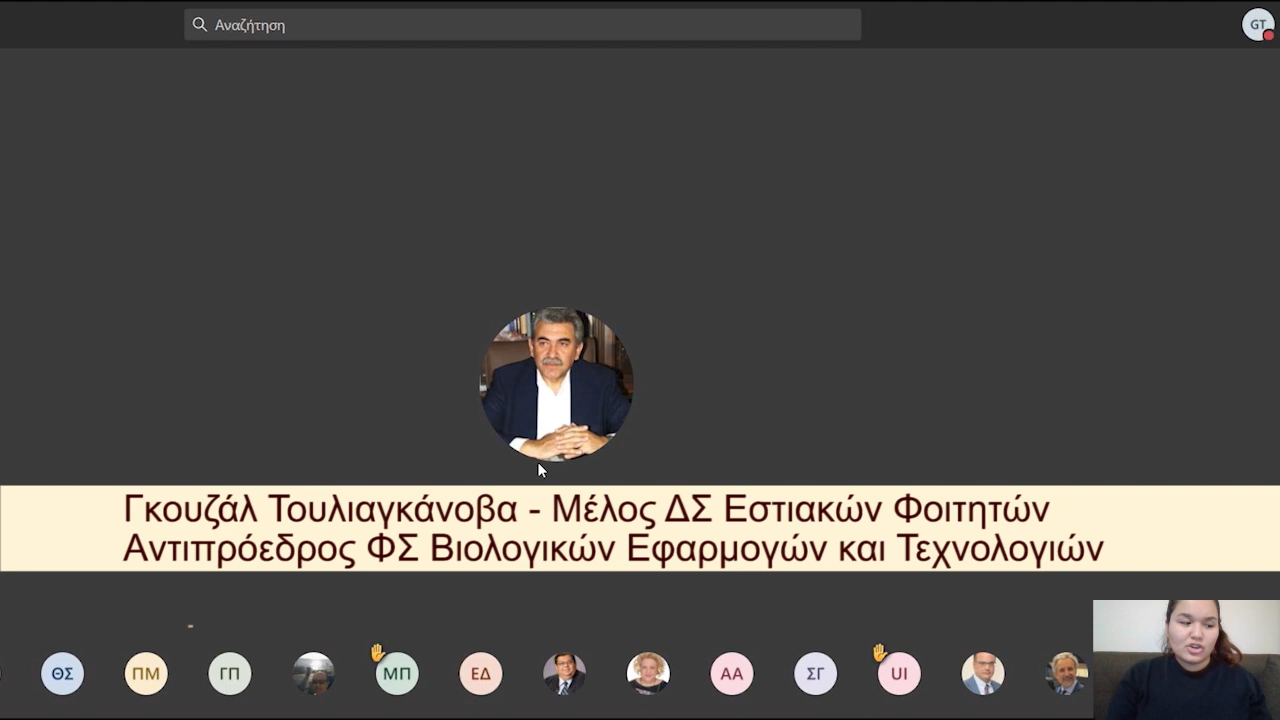 Αναζήτηση
GT
Γκουζάλ Τουλιαγκάνοβα - Μέλος ΔΣ Εστιακών Φοιτητών
Αντιπρόεδρος ΦΣ Βιολογικών Εφαρμογών και Τεχνολογιών
ΘΣ
ΠΜ
ΓΠ
ΜΠ
ΕΔ
ΑΑ
ΣΓ
UI